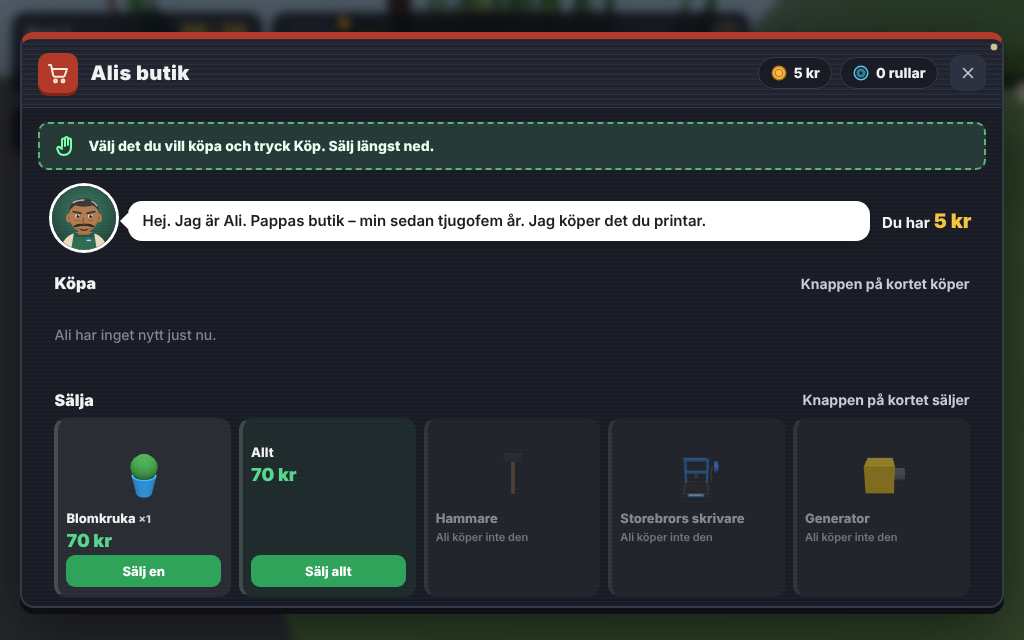 Alis butik
5 kr
0 rullar
Välj det du vill köpa och tryck Köp. Sälj längst ned.
Hej. Jag är Ali. Pappas butik – min sedan tjugofem år. Jag köper det du printar.
Du har 5 kr
Köpa
Knappen på kortet köper
Ali har inget nytt just nu.
Sälja
Knappen på kortet säljer
Blomkruka ×1
70 kr
Sälj en
Allt
70 kr
Sälj allt
Hammare
Ali köper inte den
Storebrors skrivare
Ali köper inte den
Generator
Ali köper inte den